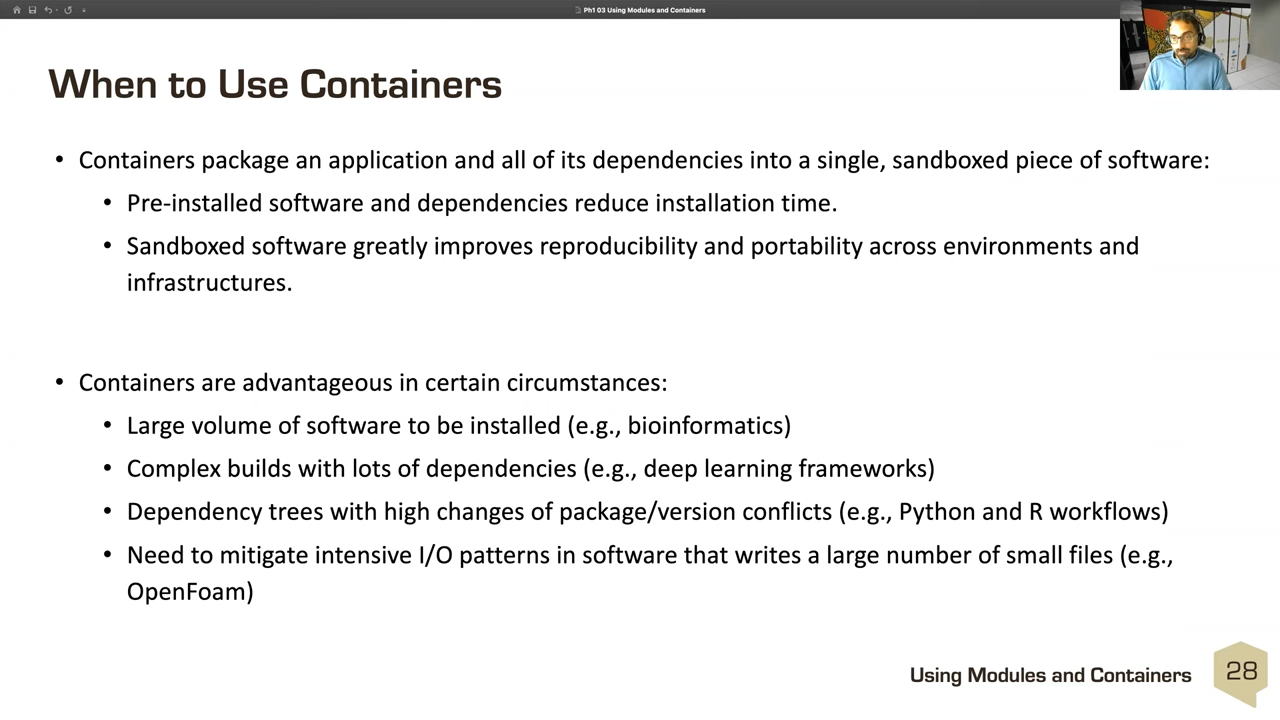 Ph1 03 Using Modules and Containers
When to Use Containers
• Containers package an application and all of its dependencies into a single, sandboxed piece of software:
• Pre-installed software and dependencies reduce installation time.
• Sandboxed software greatly improves reproducibility and portability across environments and
infrastructures.
• Containers are advantageous in certain circumstances:
• Large volume of software to be installed (e.g., bioinformatics)
• Complex builds with lots of dependencies (e.g., deep learning frameworks)
• Dependency trees with high changes of package/version conflicts (e.g., Python and R workflows)
• Need to mitigate intensive I/O patterns in software that writes a large number of small files (e.g.,
OpenFoam)
Using Modules and Containers 28